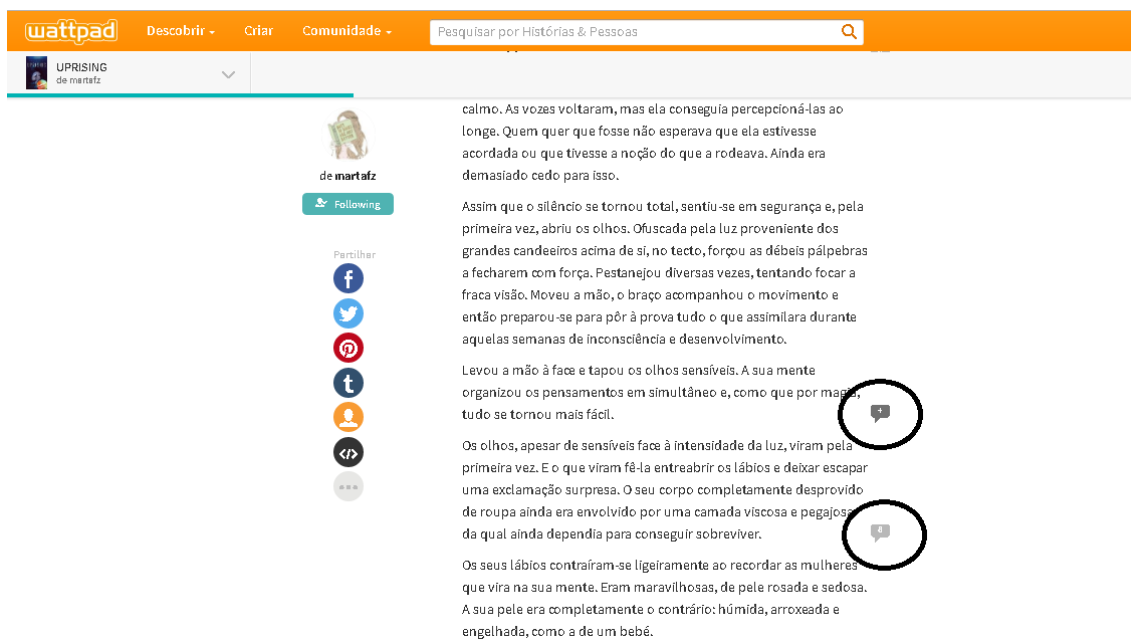 wattpad Descobrir Criar Comunidade Pesquisar por Histórias & Pessoas
UPRISING
de martafz
calmo. As vozes voltaram, mas ela conseguia percepcioná-las ao
longe. Quem quer que fosse não esperava que ela estivesse
acordada ou que tivesse a noção do que a rodeava. Ainda era
demasiado cedo para isso.
de martafz
Following
Partilhar
Assim que o silêncio se tornou total, sentiu-se em segurança e, pela
primeira vez, abriu os olhos. Ofuscada pela luz proveniente dos
grandes candeeiros acima de si, no tecto, forçou as débeis pálpebras
a fecharem com força. Pestanejou diversas vezes, tentando focar a
fraca visão. Moveu a mão, o braço acompanhou o movimento e
então preparou-se para pôr à prova tudo o que assimilara durante
aquelas semanas de inconsciência e desenvolvimento.
Levou a mão à face e tapou os olhos sensíveis. A sua mente
organizou os pensamentos em simultâneo e, como que por magia,
tudo se tornou mais fácil.
Os olhos, apesar de sensíveis face à intensidade da luz, viram pela
primeira vez. E o que viram fê-la entreabrir os lábios e deixar escapar
uma exclamação surpresa. O seu corpo completamente desprovido
de roupa ainda era envolvido por uma camada viscosa e pegajosa
da qual ainda dependia para conseguir sobreviver.
Os seus lábios contraíram-se ligeiramente ao recordar as mulheres
que vira na sua mente. Eram maravilhosas, de pele rosada e sedosa.
A sua pele era completamente o contrário: húmida, arroxeada e
engelhada, como a de um bebé.